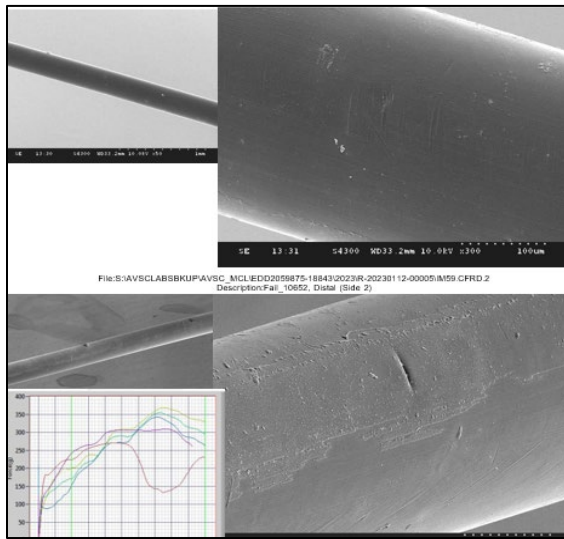 SE 13:30 S4300 WD33.2mm 10.0kV x50 1mm
SE 13:31 S4300 WD33.2mm 10.0kV x300 100um
File:S:\AVSCLABSBKUP\AVSC_MCL\EDD2059875-18843\2023\R-20230112-00005\IM59.CFRD.2
Description:Fail_10652, Distal (Side 2)
400
350
300
250
200
150
100
50